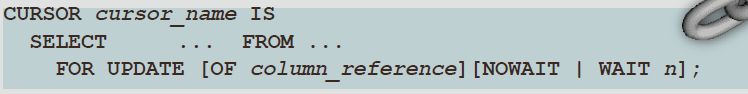 CURSOR cursor_name IS
SELECT ... FROM ...
FOR UPDATE [OF column_reference][NOWAIT | WAIT n];